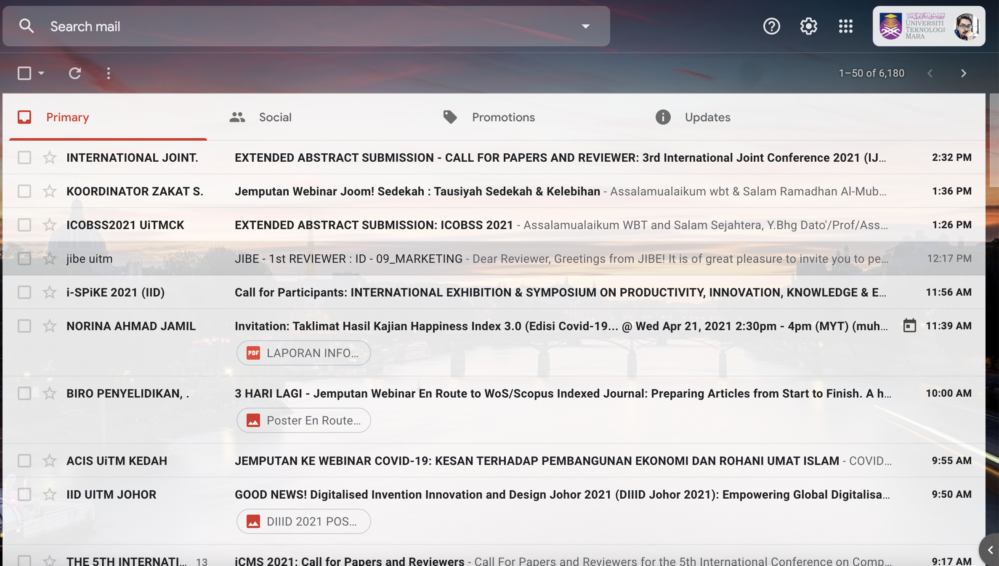 Search mail
UNIVERSITI
TEKNOLOGI
MARA
1–50 of 6,180
Primary
Social
Promotions
Updates
INTERNATIONAL JOINT. EXTENDED ABSTRACT SUBMISSION - CALL FOR PAPERS AND REVIEWER: 3rd International Joint Conference 2021 (IJ... 2:32 PM
KOORDINATOR ZAKAT S. Jemputan Webinar Joom! Sedekah : Tausiyah Sedekah & Kelebihan - Assalamualaikum wbt & Salam Ramadhan Al-Mub... 1:36 PM
ICOBSS2021 UiTMCK EXTENDED ABSTRACT SUBMISSION: ICOBSS 2021 - Assalamualaikum WBT and Salam Sejahtera, Y.Bhg Dato'/Prof/Ass... 1:26 PM
jibe uitm JIBE - 1st REVIEWER : ID - 09_MARKETING - Dear Reviewer, Greetings from JIBE! It is of great pleasure to invite you to pe... 12:17 PM
i-SPiKE 2021 (IID) Call for Participants: INTERNATIONAL EXHIBITION & SYMPOSIUM ON PRODUCTIVITY, INNOVATION, KNOWLEDGE & E... 11:56 AM
NORINA AHMAD JAMIL Invitation: Taklimat Hasil Kajian Happiness Index 3.0 (Edisi Covid-19... @ Wed Apr 21, 2021 2:30pm - 4pm (MYT) (muh... 11:39 AM
PDF LAPORAN INFO...
BIRO PENYELIDIKAN, . 3 HARI LAGI - Jemputan Webinar En Route to WoS/Scopus Indexed Journal: Preparing Articles from Start to Finish. A h... 10:00 AM
Poster En Route...
ACIS UiTM KEDAH JEMPUTAN KE WEBINAR COVID-19: KESAN TERHADAP PEMBANGUNAN EKONOMI DAN ROHANI UMAT ISLAM - COVID... 9:55 AM
IID UITM JOHOR GOOD NEWS! Digitalised Invention Innovation and Design Johor 2021 (DIIID Johor 2021): Empowering Global Digitalisa... 9:50 AM
DIIID 2021 POS...
THE 5TH INTERNATI... 13 iCMS 2021: Call for Papers and Reviewers - Call For Papers and Reviewers for the 5th International Conference on Comp... 9:17 AM